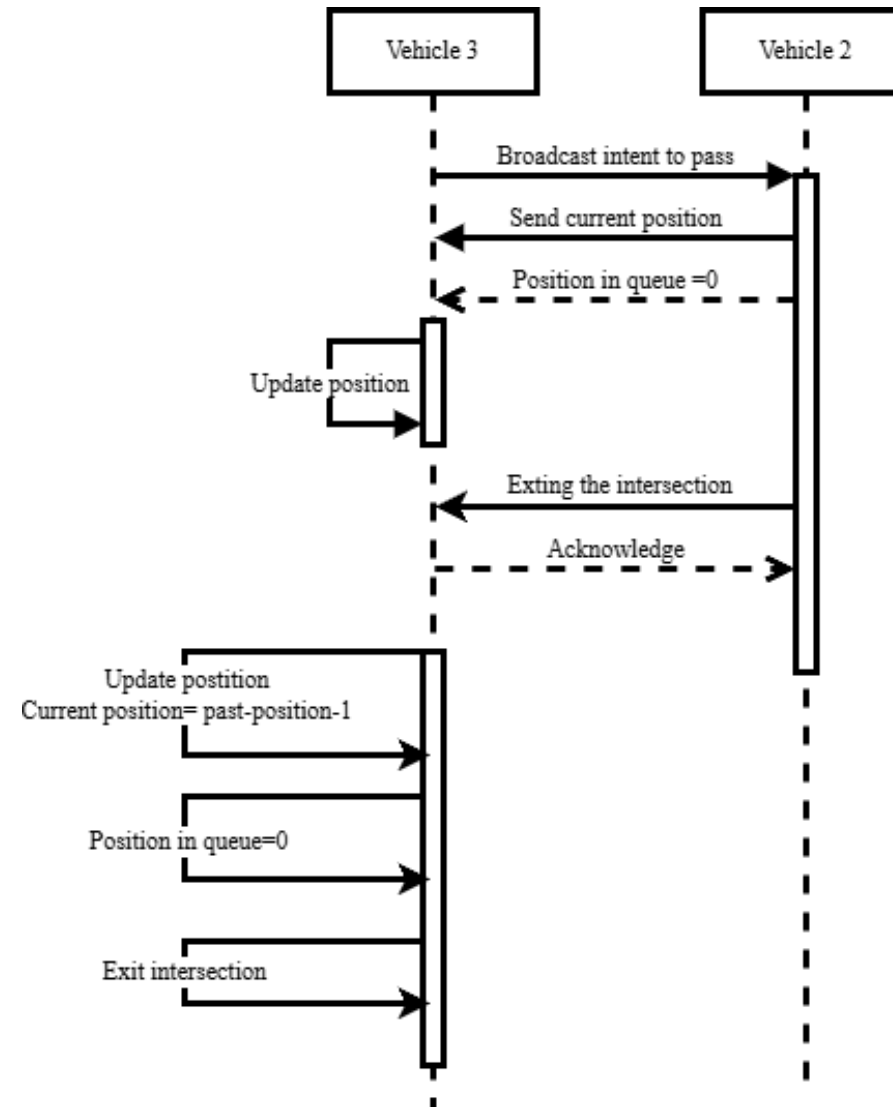 Vehicle 3
Vehicle 2
Broadcast intent to pass
Send current position
Position in queue =0
Update position
Exting the intersection
Acknowledge
Update postition
Current position= past-position-1
Position in queue=0
Exit intersection